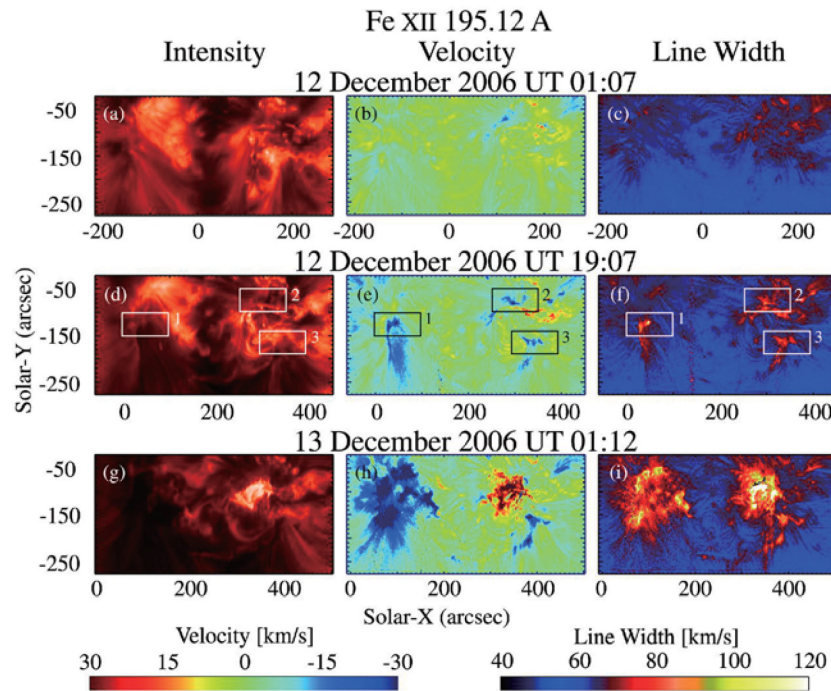 Fe XII 195.12 A
Intensity Velocity Line Width
12 December 2006 UT 01:07
(a) (b) (c)
-50
-150
-250
-200 0 200 -200 0 200 -200 0 200
12 December 2006 UT 19:07
(d) 1 2 3 (e) 1 2 3 (f) 1 2 3
-50
-150
-250
0 200 400 0 200 400 0 200 400
13 December 2006 UT 01:12
(g) (h) (i)
-50
-150
-250
0 200 400 0 200 400 0 200 400
Solar-Y (arcsec)
Solar-X (arcsec)
Velocity [km/s] Line Width [km/s]
30 15 0 -15 -30 40 60 80 100 120